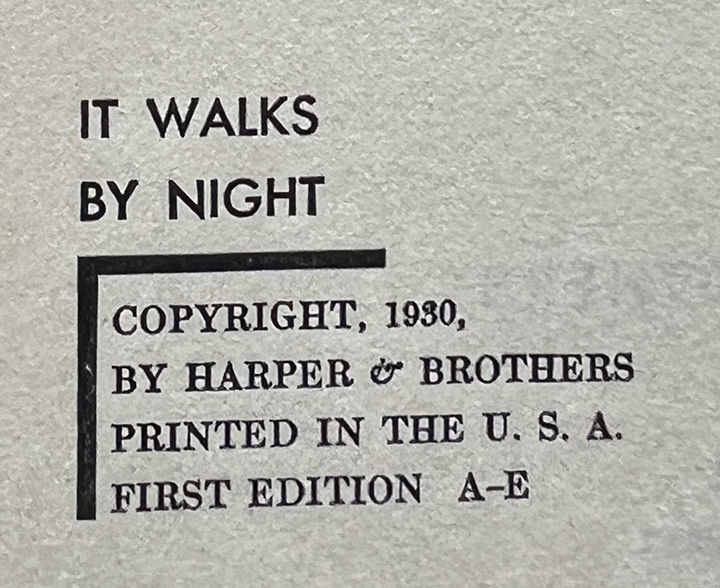 IT WALKS
BY NIGHT
COPYRIGHT, 1930,
BY HARPER & BROTHERS
PRINTED IN THE U. S. A.
FIRST EDITION A–E